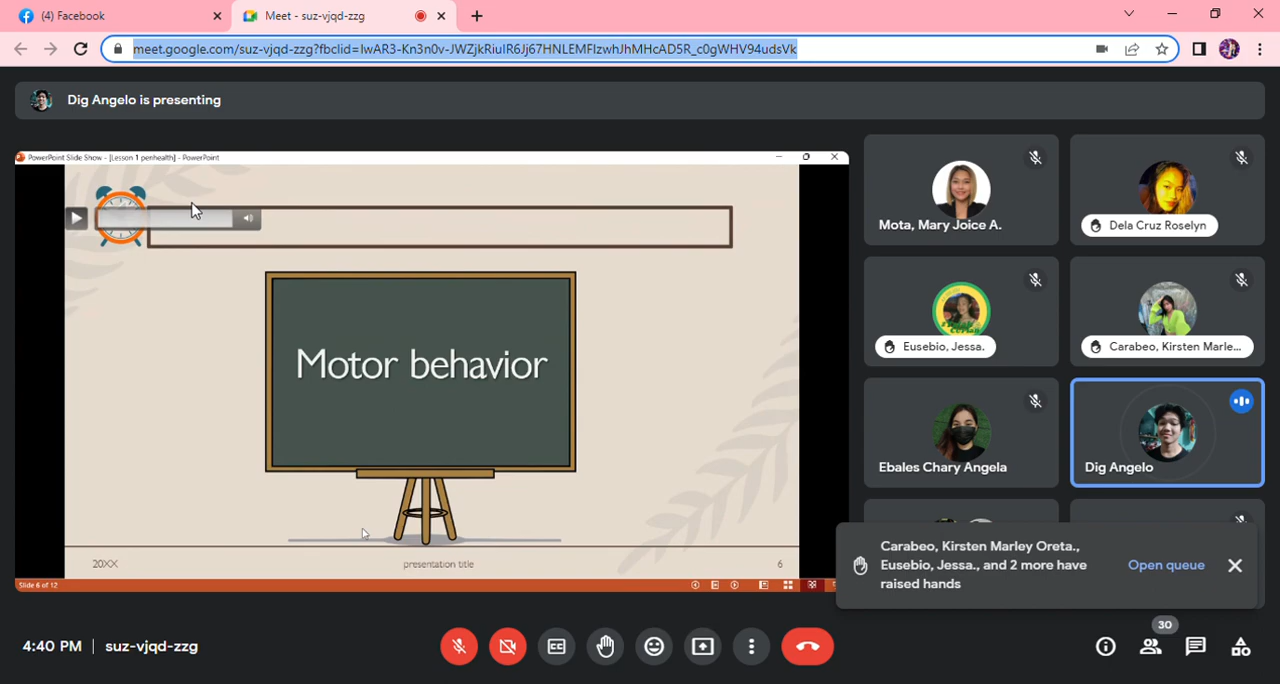 (4) Facebook
Meet - suz-vjqd-zzg
meet.google.com/suz-vjqd-zzg?fbclid=IwAR3-Kn3n0v-JWZjkRiuIR6Jj67HNLEMFIzwhJhMHcAD5R_c0gWHV94udsVk
Dig Angelo is presenting
PowerPoint Slide Show - [Lesson 1 penhealth] - PowerPoint
Motor behavior
20XX
presentation title
6
Slide 6 of 12
Mota, Mary Joice A.
Dela Cruz Roselyn
Eusebio, Jessa.
Carabeo, Kirsten Marle...
Ebales Chary Angela
Dig Angelo
Carabeo, Kirsten Marley Oreta.,
Eusebio, Jessa., and 2 more have
raised hands
Open queue
4:40 PM
suz-vjqd-zzg
30